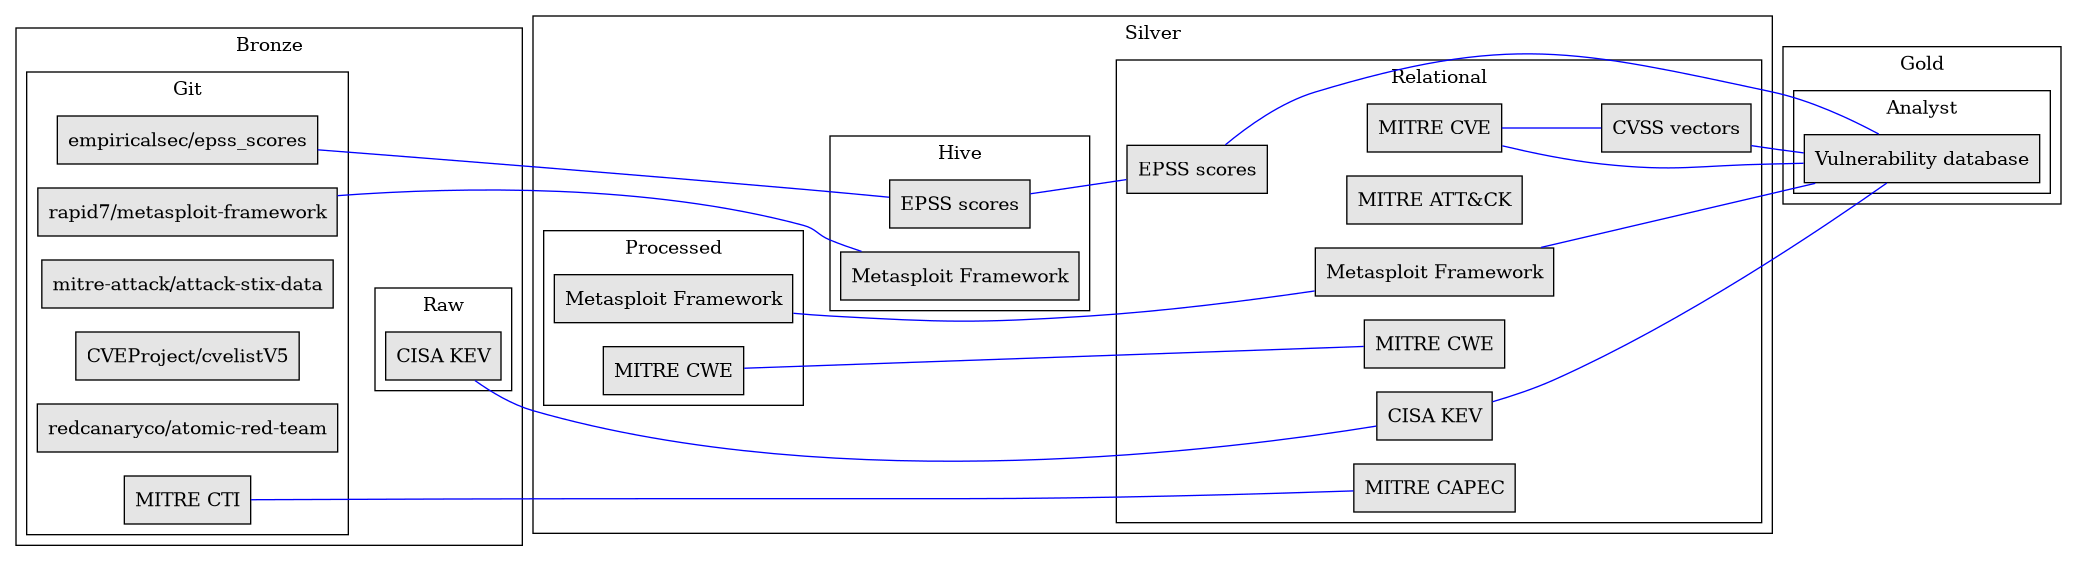 Bronze
Git
empiricalsec/epss_scores
rapid7/metasploit-framework
mitre-attack/attack-stix-data
CVEProject/cvelistV5
redcanaryco/atomic-red-team
MITRE CTI
Raw
CISA KEV
Silver
Processed
Metasploit Framework
MITRE CWE
Hive
EPSS scores
Metasploit Framework
Relational
EPSS scores
MITRE CVE
CVSS vectors
MITRE ATT&CK
Metasploit Framework
MITRE CWE
CISA KEV
MITRE CAPEC
Gold
Analyst
Vulnerability database